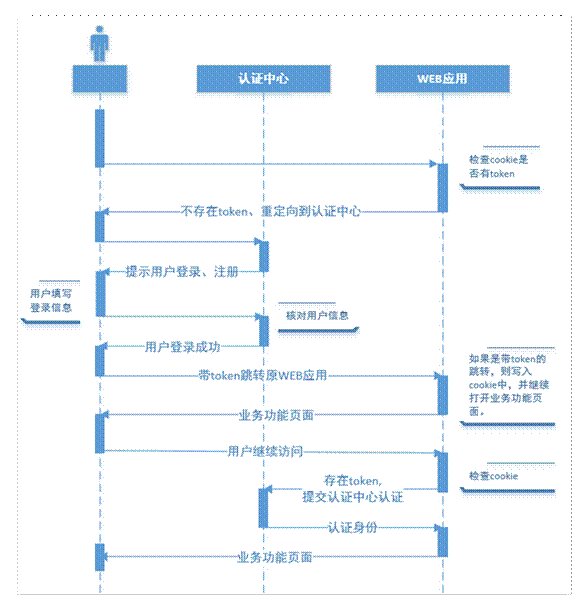 认证中心
WEB应用
检查cookie是
否有token
不存在token、重定向到认证中心
提示用户登录、注册
用户填写
登录信息
核对用户信息
用户登录成功
如果是带token的
跳转，则写入
cookie中，并继续
打开业务功能页
面。
带token跳转原WEB应用
业务功能页面
用户继续访问
检查cookie
存在token,
提交认证中心认证
认证身份
业务功能页面